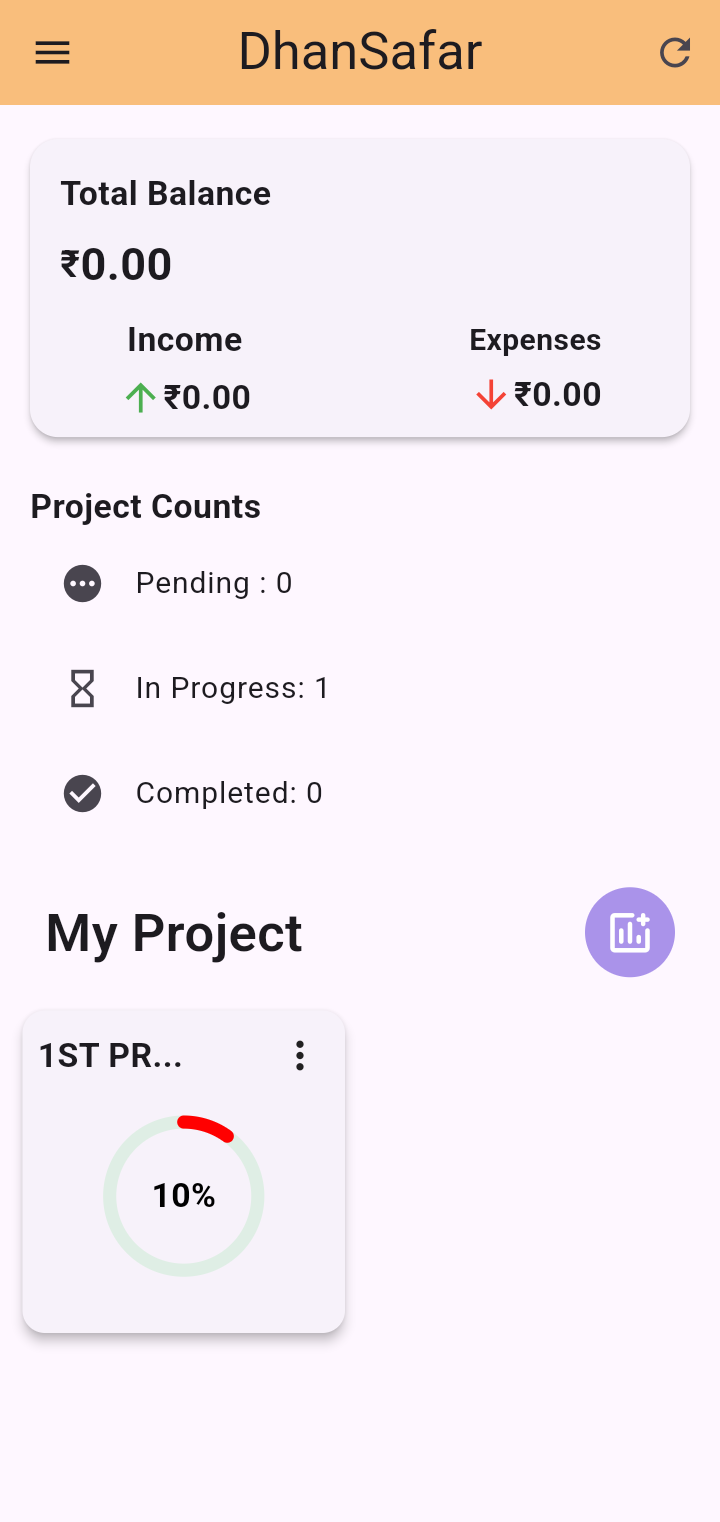 DhanSafar
Total Balance
₹0.00
Income
Expenses
₹0.00
₹0.00
Project Counts
Pending : 0
In Progress: 1
Completed: 0
My Project
1ST PR...
10%